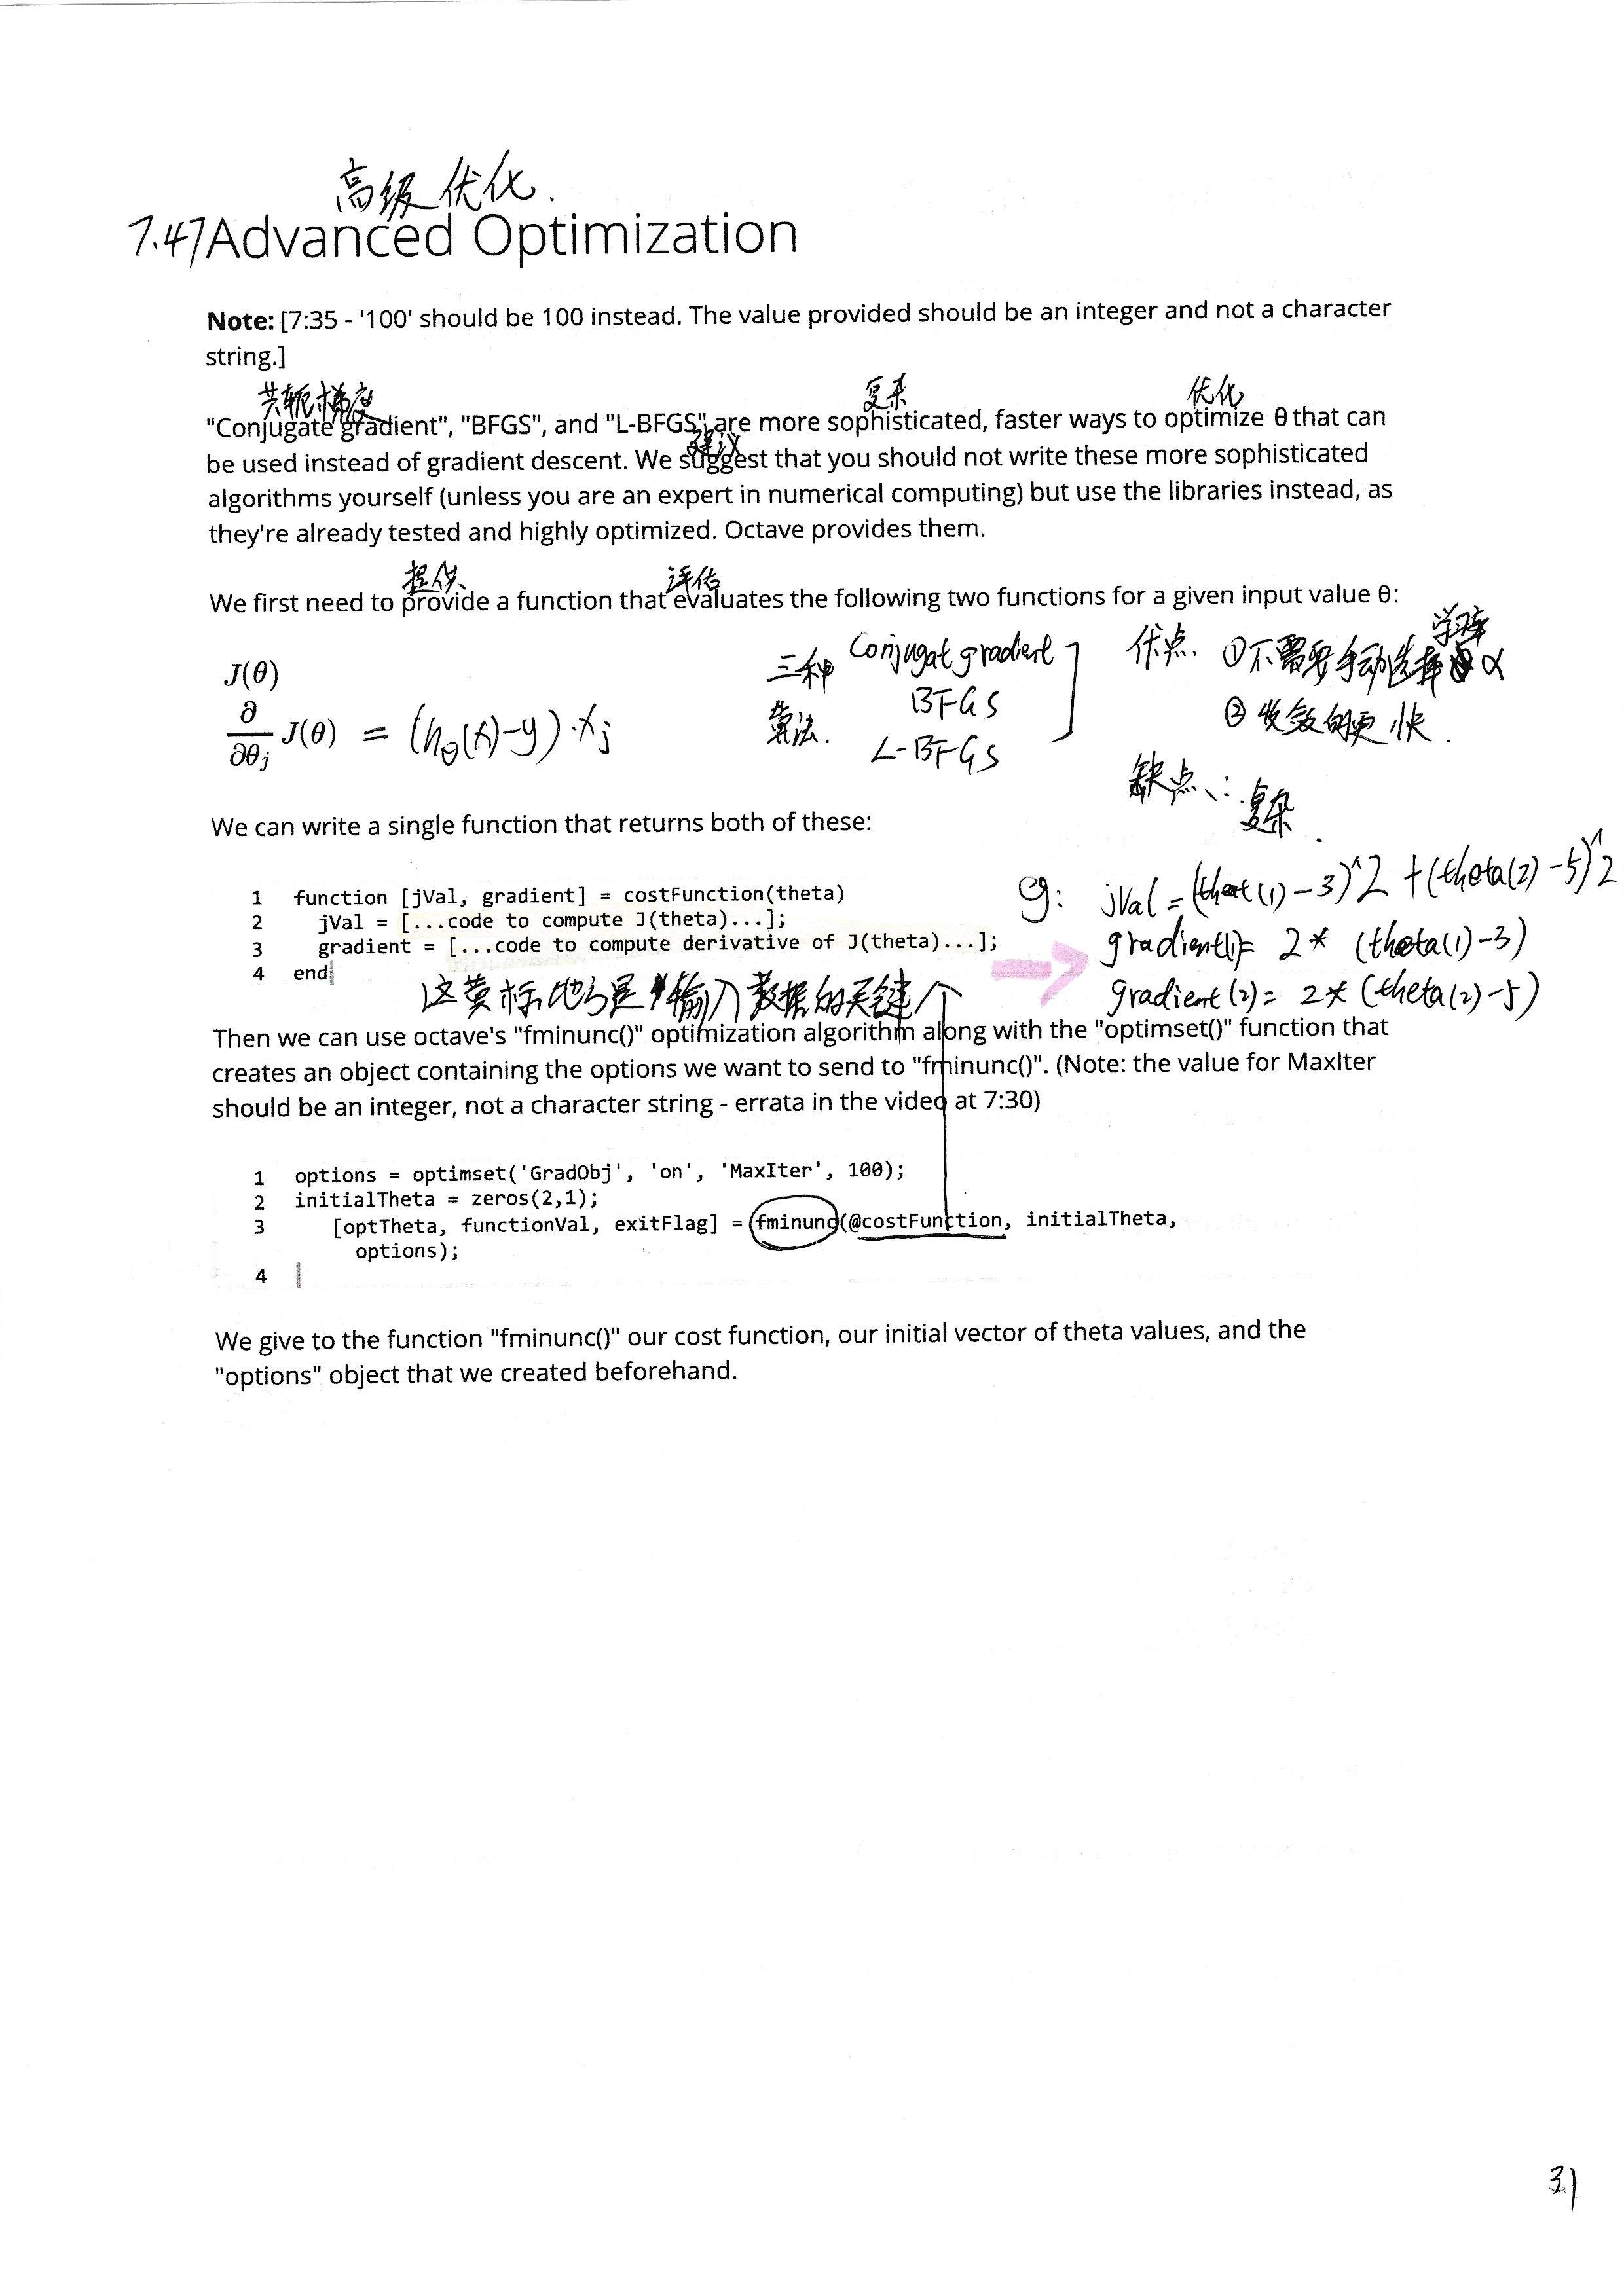 高级优化.
7.47 Advanced Optimization
Note: [7:35 - '100' should be 100 instead. The value provided should be an integer and not a character
string.]
共轭梯度 复杂 优化
"Conjugate gradient", "BFGS", and "L-BFGS" are more sophisticated, faster ways to optimize θ that can
建议
be used instead of gradient descent. We suggest that you should not write these more sophisticated
algorithms yourself (unless you are an expert in numerical computing) but use the libraries instead, as
they're already tested and highly optimized. Octave provides them.
提供 评估
We first need to provide a function that evaluates the following two functions for a given input value θ:
J(θ)
∂/∂θj J(θ) = (hθ(x)-y)·xj
三种
算法.
Conjugat gradient
BFGS
L-BFGS
优点. ①不需要手动选择学习率 α
② 收敛的更快.
缺点: 复杂.
We can write a single function that returns both of these:
1 function [jVal, gradient] = costFunction(theta)
2 jVal = [...code to compute J(theta)...];
3 gradient = [...code to compute derivative of J(theta)...];
4 end
eg: jVal = (thet(1)-3)^2 + (theta(2)-5)^2
gradient(1)= 2* (theta(1)-3)
gradient(2)= 2*(theta(2)-5)
这黄标地方是输入数据的关键
Then we can use octave's "fminunc()" optimization algorithm along with the "optimset()" function that
creates an object containing the options we want to send to "fminunc()". (Note: the value for MaxIter
should be an integer, not a character string - errata in the video at 7:30)
1 options = optimset('GradObj', 'on', 'MaxIter', 100);
2 initialTheta = zeros(2,1);
3 [optTheta, functionVal, exitFlag] = fminunc(@costFunction, initialTheta,
options);
4
We give to the function "fminunc()" our cost function, our initial vector of theta values, and the
"options" object that we created beforehand.
31